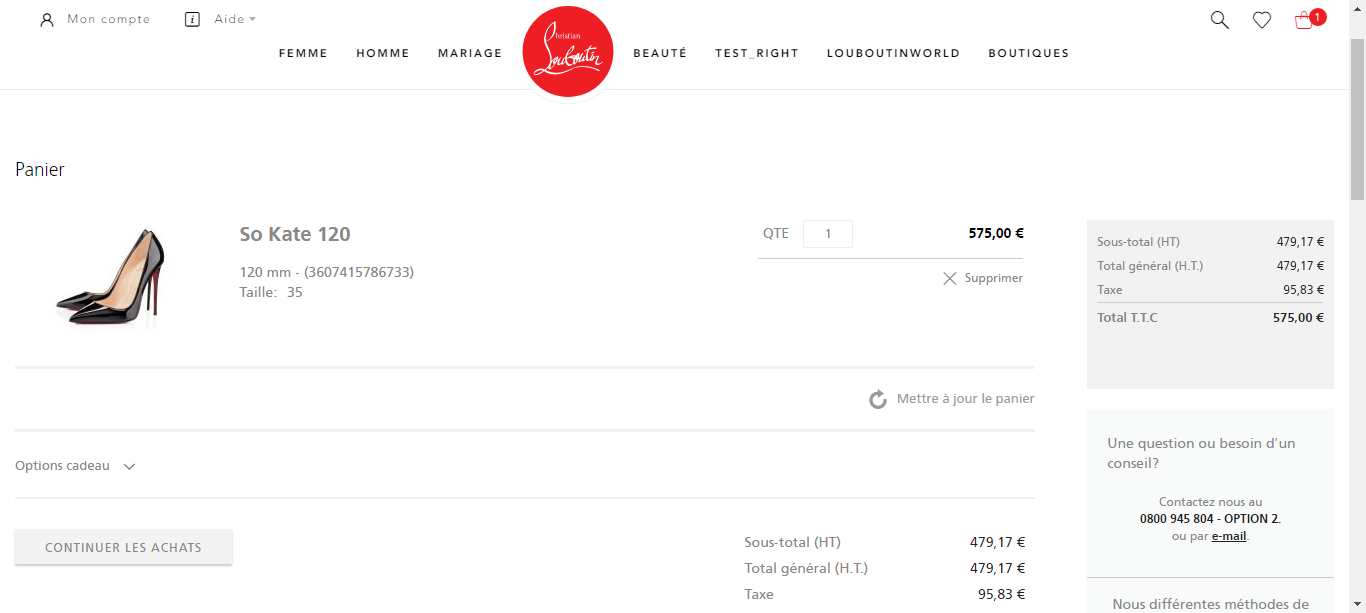 Mon compte
i Aide
1
FEMME HOMME MARIAGE
Christian
Louboutin
BEAUTÉ TEST_RIGHT LOUBOUTINWORLD BOUTIQUES
Panier
So Kate 120
120 mm - (3607415786733)
Taille: 35
QTE 1 575,00 €
Supprimer
Mettre à jour le panier
Options cadeau
CONTINUER LES ACHATS
Sous-total (HT) 479,17 €
Total général (H.T.) 479,17 €
Taxe 95,83 €
Sous-total (HT) 479,17 €
Total général (H.T.) 479,17 €
Taxe 95,83 €
Total T.T.C 575,00 €
Une question ou besoin d’un
conseil?
Contactez nous au
0800 945 804 - OPTION 2.
ou par e-mail.
Nous différentes méthodes de